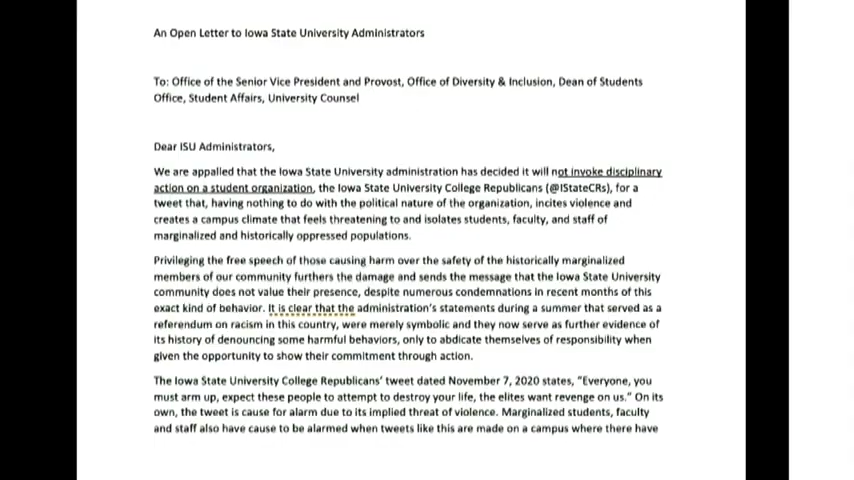 An Open Letter to Iowa State University Administrators
To: Office of the Senior Vice President and Provost, Office of Diversity & Inclusion, Dean of Students
Office, Student Affairs, University Counsel
Dear ISU Administrators,
We are appalled that the Iowa State University administration has decided it will not invoke disciplinary
action on a student organization, the Iowa State University College Republicans (@IStateCRs), for a
tweet that, having nothing to do with the political nature of the organization, incites violence and
creates a campus climate that feels threatening to and isolates students, faculty, and staff of
marginalized and historically oppressed populations.
Privileging the free speech of those causing harm over the safety of the historically marginalized
members of our community furthers the damage and sends the message that the Iowa State University
community does not value their presence, despite numerous condemnations in recent months of this
exact kind of behavior. It is clear that the administration's statements during a summer that served as a
referendum on racism in this country, were merely symbolic and they now serve as further evidence of
its history of denouncing some harmful behaviors, only to abdicate themselves of responsibility when
given the opportunity to show their commitment through action.
The Iowa State University College Republicans' tweet dated November 7, 2020 states, "Everyone, you
must arm up, expect these people to attempt to destroy your life, the elites want revenge on us." On its
own, the tweet is cause for alarm due to its implied threat of violence. Marginalized students, faculty
and staff also have cause to be alarmed when tweets like this are made on a campus where there have